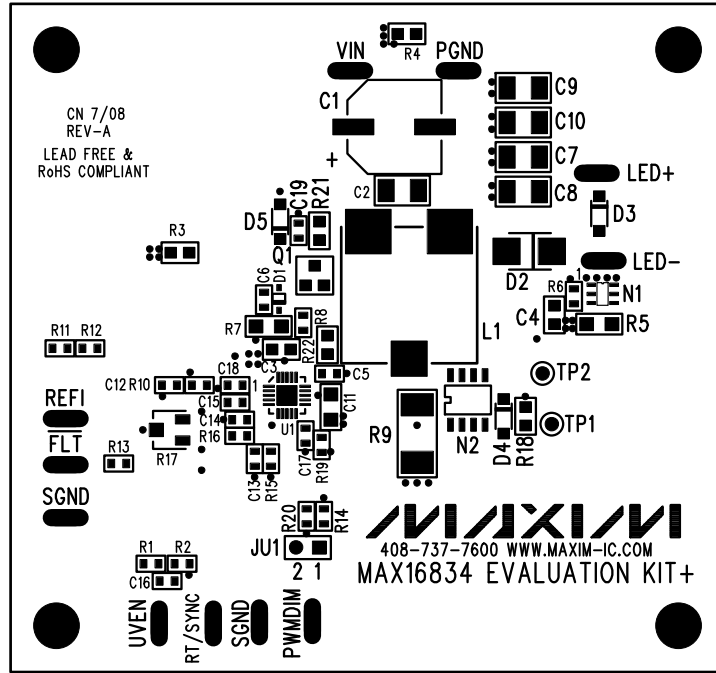 R4
VIN
PGND
C1
+
C9
C10
C7
C8
CN 7/08
REV-A
LEAD FREE &
RoHS COMPLIANT
C2
LED+
D3
C19
R21
D5
R3
Q1
D2
LED-
C6
D1
R6
1
N1
R7
R8
C4
R5
L1
R22
C3
R11
R12
C5
TP2
C12
R10
C18
1
REFI
C15
U1
C11
C14
R16
R17
FLT
R9
N2
D4
R18
TP1
R13
C17
R19
C13
R15
SGND
R20
R14
MAXIM
JU1
2 1
408-737-7600 WWW.MAXIM-IC.COM
MAX16834 EVALUATION KIT+
R1
R2
C16
UVEN
RT/SYNC
SGND
PWMDIM